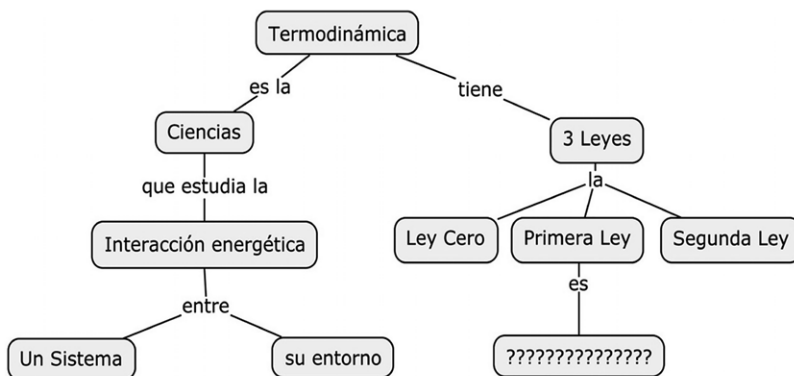 Termodinámica
es la
tiene
Ciencias
3 Leyes
que estudia la
la
Interacción energética
Ley Cero
Primera Ley
Segunda Ley
entre
es
Un Sistema
su entorno
???????????????